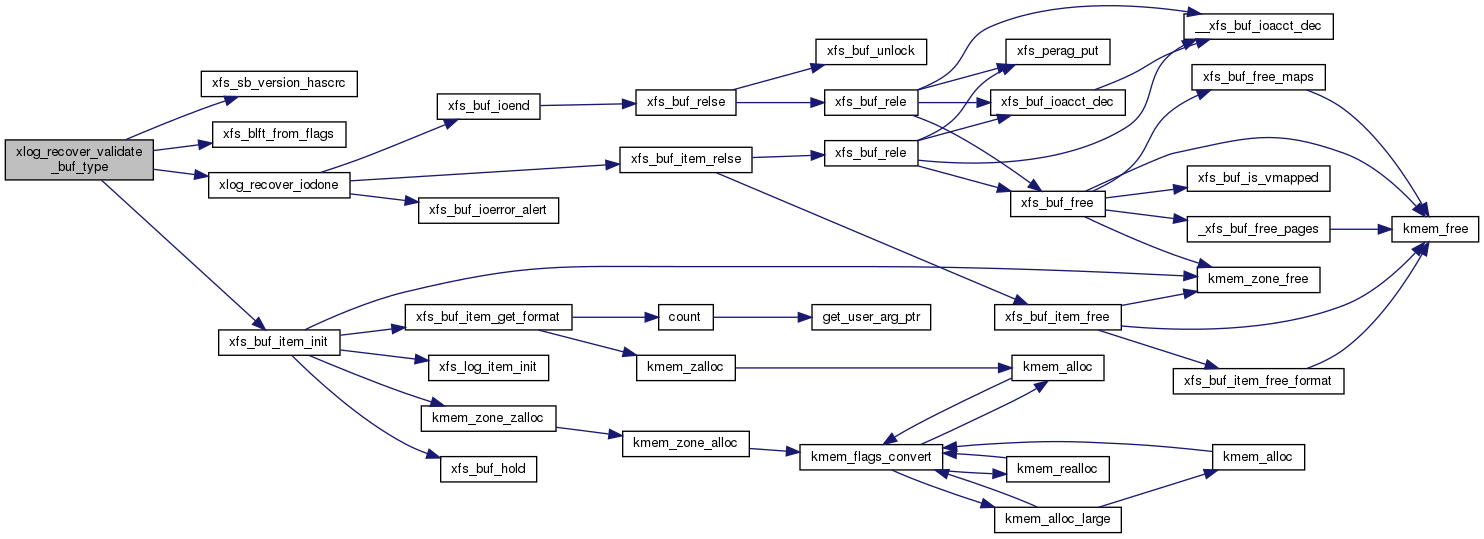 __xfs_buf_ioacct_dec
xfs_buf_unlock
xfs_perag_put
xfs_sb_version_hascrc
xfs_buf_free_maps
xfs_buf_ioend
xfs_buf_relse
xfs_buf_rele
xfs_buf_ioacct_dec
xfs_blft_from_flags
xlog_recover_validate
_buf_type
xfs_buf_item_relse
xfs_buf_rele
xlog_recover_iodone
xfs_buf_is_vmapped
xfs_buf_ioerror_alert
xfs_buf_free
_xfs_buf_free_pages
kmem_free
kmem_zone_free
xfs_buf_item_get_format
count
get_user_arg_ptr
xfs_buf_item_free
xfs_buf_item_init
xfs_log_item_init
kmem_zalloc
kmem_alloc
xfs_buf_item_free_format
kmem_zone_zalloc
kmem_zone_alloc
kmem_flags_convert
kmem_alloc
xfs_buf_hold
kmem_realloc
kmem_alloc_large